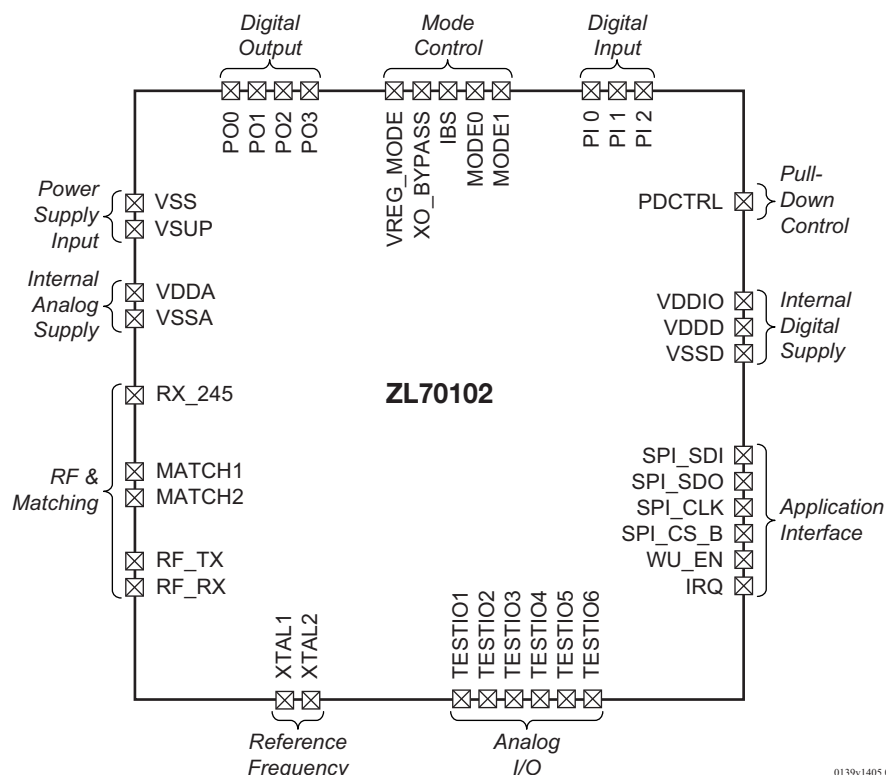 Digital
Output
Mode
Control
Digital
Input
PO0
PO1
PO2
PO3
VREG_MODE
XO_BYPASS
IBS
MODE0
MODE1
PI 0
PI 1
PI 2
Power
Supply
Input
VSS
VSUP
PDCTRL
Pull-
Down
Control
Internal
Analog
Supply
VDDA
VSSA
VDDIO
VDDD
VSSD
Internal
Digital
Supply
RX_245
ZL70102
RF &
Matching
MATCH1
MATCH2
RF_TX
RF_RX
SPI_SDI
SPI_SDO
SPI_CLK
SPI_CS_B
WU_EN
IRQ
Application
Interface
XTAL1
XTAL2
TESTIO1
TESTIO2
TESTIO3
TESTIO4
TESTIO5
TESTIO6
Reference
Frequency
Analog
I/O